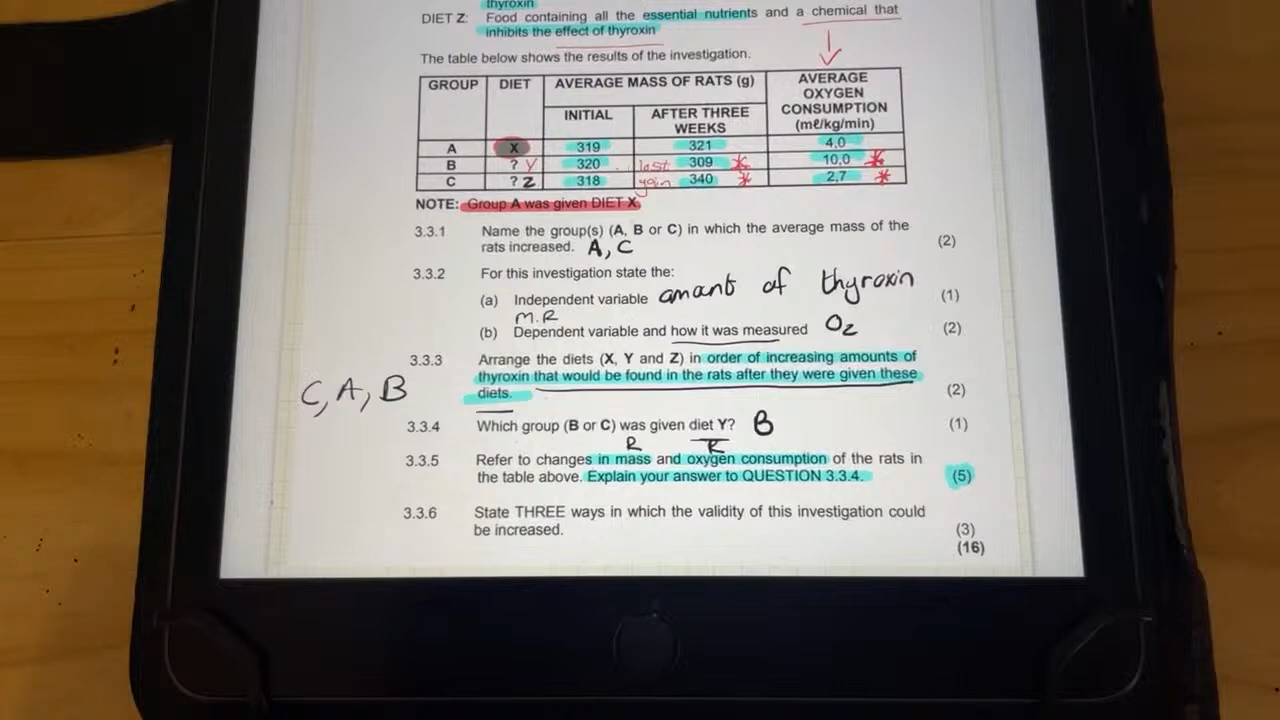 thyroxin
DIET Z: Food containing all the essential nutrients and a chemical that
inhibits the effect of thyroxin
The table below shows the results of the investigation.
GROUP DIET AVERAGE MASS OF RATS (g) AVERAGE OXYGEN CONSUMPTION (mℓ/kg/min)
INITIAL AFTER THREE WEEKS
A X 319 321 4,0
B ? Y 320 lost 309 * 10,0 *
C ? Z 318 gain 340 * 2,7 *
NOTE: Group A was given DIET X.
3.3.1 Name the group(s) (A, B or C) in which the average mass of the
rats increased. A, C (2)
3.3.2 For this investigation state the:
(a) Independent variable amant of thyroxin (1)
M.R
(b) Dependent variable and how it was measured O2 (2)
3.3.3 Arrange the diets (X, Y and Z) in order of increasing amounts of
thyroxin that would be found in the rats after they were given these
diets. (2)
C, A, B
3.3.4 Which group (B or C) was given diet Y? B (1)
R R
3.3.5 Refer to changes in mass and oxygen consumption of the rats in
the table above. Explain your answer to QUESTION 3.3.4. (5)
3.3.6 State THREE ways in which the validity of this investigation could
be increased. (3)
(16)